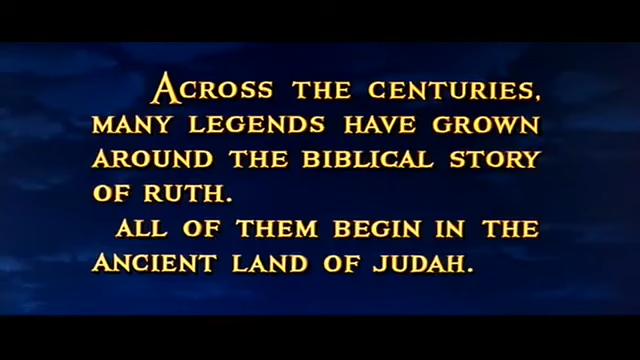 ACROSS THE CENTURIES,
MANY LEGENDS HAVE GROWN
AROUND THE BIBLICAL STORY
OF RUTH.
ALL OF THEM BEGIN IN THE
ANCIENT LAND OF JUDAH.